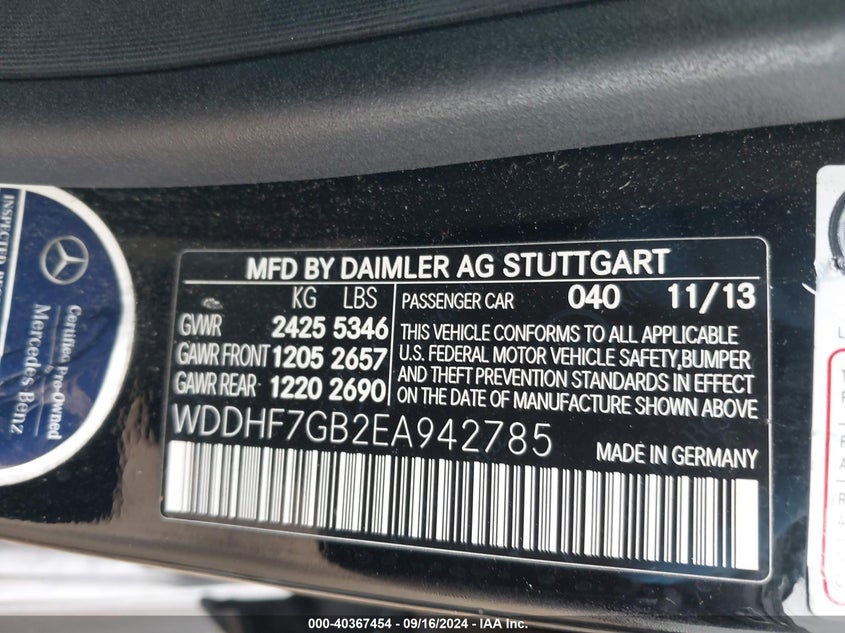 MFD BY DAIMLER AG STUTTGART
KG LBS
GVWR 2425 5346
GAWR FRONT 1205 2657
GAWR REAR 1220 2690
PASSENGER CAR 040 11/13
THIS VEHICLE CONFORMS TO ALL APPLICABLE
U.S. FEDERAL MOTOR VEHICLE SAFETY,BUMPER
AND THEFT PREVENTION STANDARDS IN EFFECT
ON THE DATE OF MANUFACTURE SHOWN ABOVE.
WDDHF7GB2EA942785
MADE IN GERMANY
INSPECTED
Certified Pre-Owned
Mercedes Benz
000-40367454 - 09/16/2024 - IAA Inc.